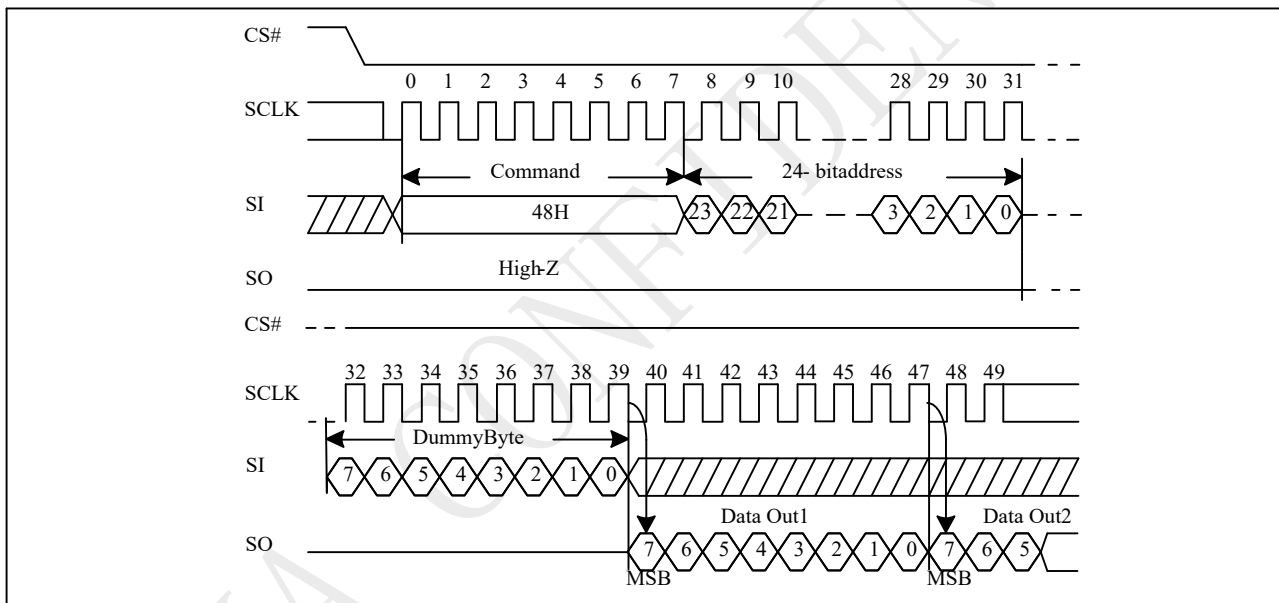 CS#
0 1 2 3 4 5 6 7 8 9 10 28 29 30 31
SCLK
Command 24- bitaddress
SI 48H 23 22 21 3 2 1 0
High-Z
SO
CS#
32 33 34 35 36 37 38 39 40 41 42 43 44 45 46 47 48 49
SCLK
DummyByte
SI 7 6 5 4 3 2 1 0
Data Out1 Data Out2
SO 7 6 5 4 3 2 1 0 7 6 5
MSB MSB